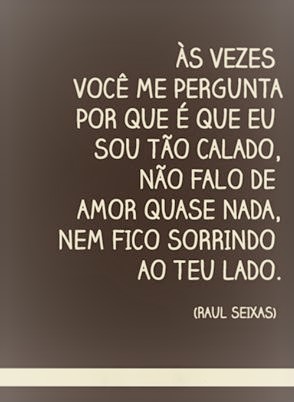 ÀS VEZES
VOCÊ ME PERGUNTA
POR QUE É QUE EU
SOU TÃO CALADO,
NÃO FALO DE
AMOR QUASE NADA,
NEM FICO SORRINDO
AO TEU LADO.
(RAUL SEIXAS)